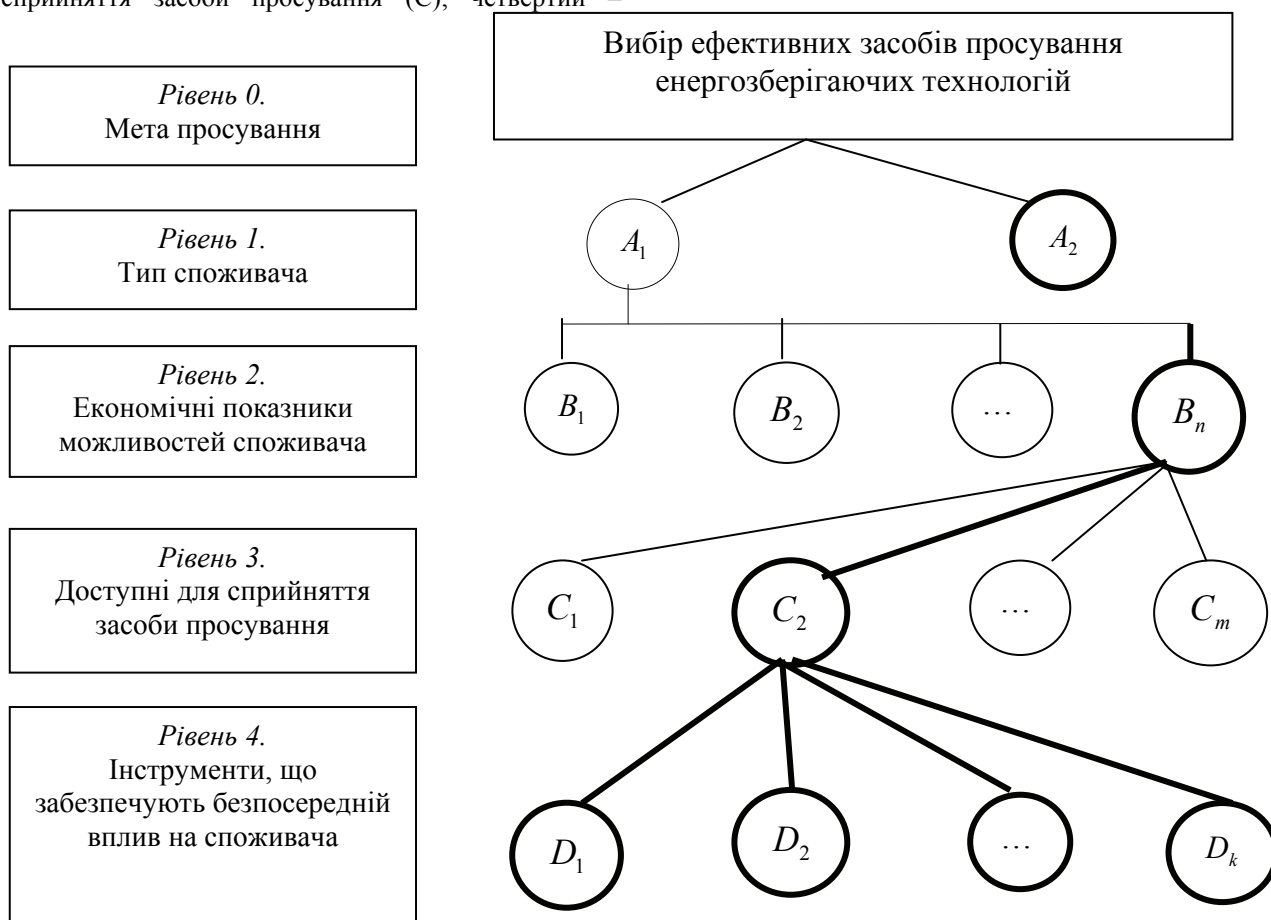 сприйняття засоби просування (С), четвертий –
Вибір ефективних засобів просування
енергозберігаючих технологій
Рівень 0.
Мета просування
Рівень 1.
Тип споживача
A₁
A₂
Рівень 2.
Економічні показники
можливостей споживача
B₁
B₂
…
Bₙ
Рівень 3.
Доступні для сприйняття
засоби просування
C₁
C₂
…
Cₘ
Рівень 4.
Інструменти, що
забезпечують безпосередній
вплив на споживача
D₁
D₂
…
Dₖ